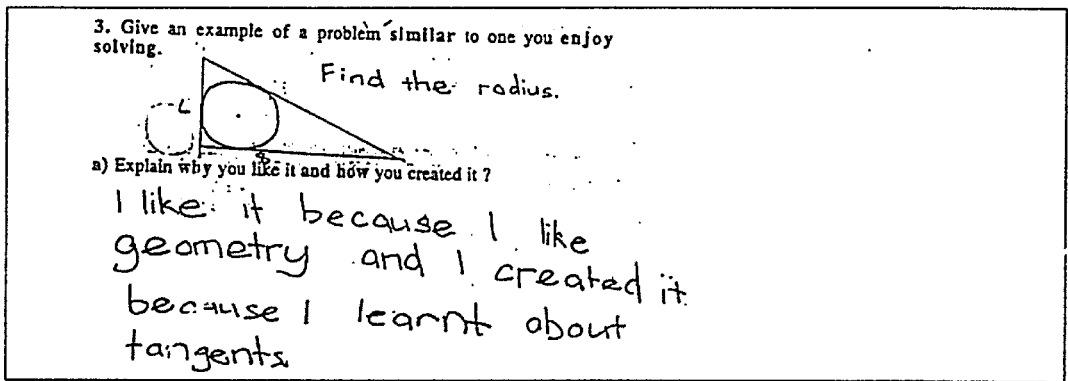 3. Give an example of a problem similar to one you enjoy
solving.
Find the radius.
a) Explain why you like it and how you created it ?
I like it because I like
geometry and I created it
because I learnt about
tangents